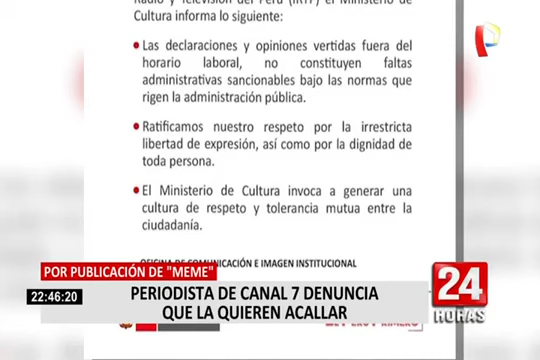 Radio y Televisión del Perú (IRTP) el Ministerio de
Cultura informa lo siguiente:
• Las declaraciones y opiniones vertidas fuera del
horario laboral, no constituyen faltas
administrativas sancionables bajo las normas que
rigen la administración pública.
• Ratificamos nuestro respeto por la irrestricta
libertad de expresión, así como por la dignidad de
toda persona.
• El Ministerio de Cultura invoca a generar una
cultura de respeto y tolerancia mutua entre la
ciudadanía.
OFICINA DE COMUNICACIÓN E IMAGEN INSTITUCIONAL
POR PUBLICACIÓN DE "MEME"
22:46:20
PERIODISTA DE CANAL 7 DENUNCIA
QUE LA QUIEREN ACALLAR
24
HORAS